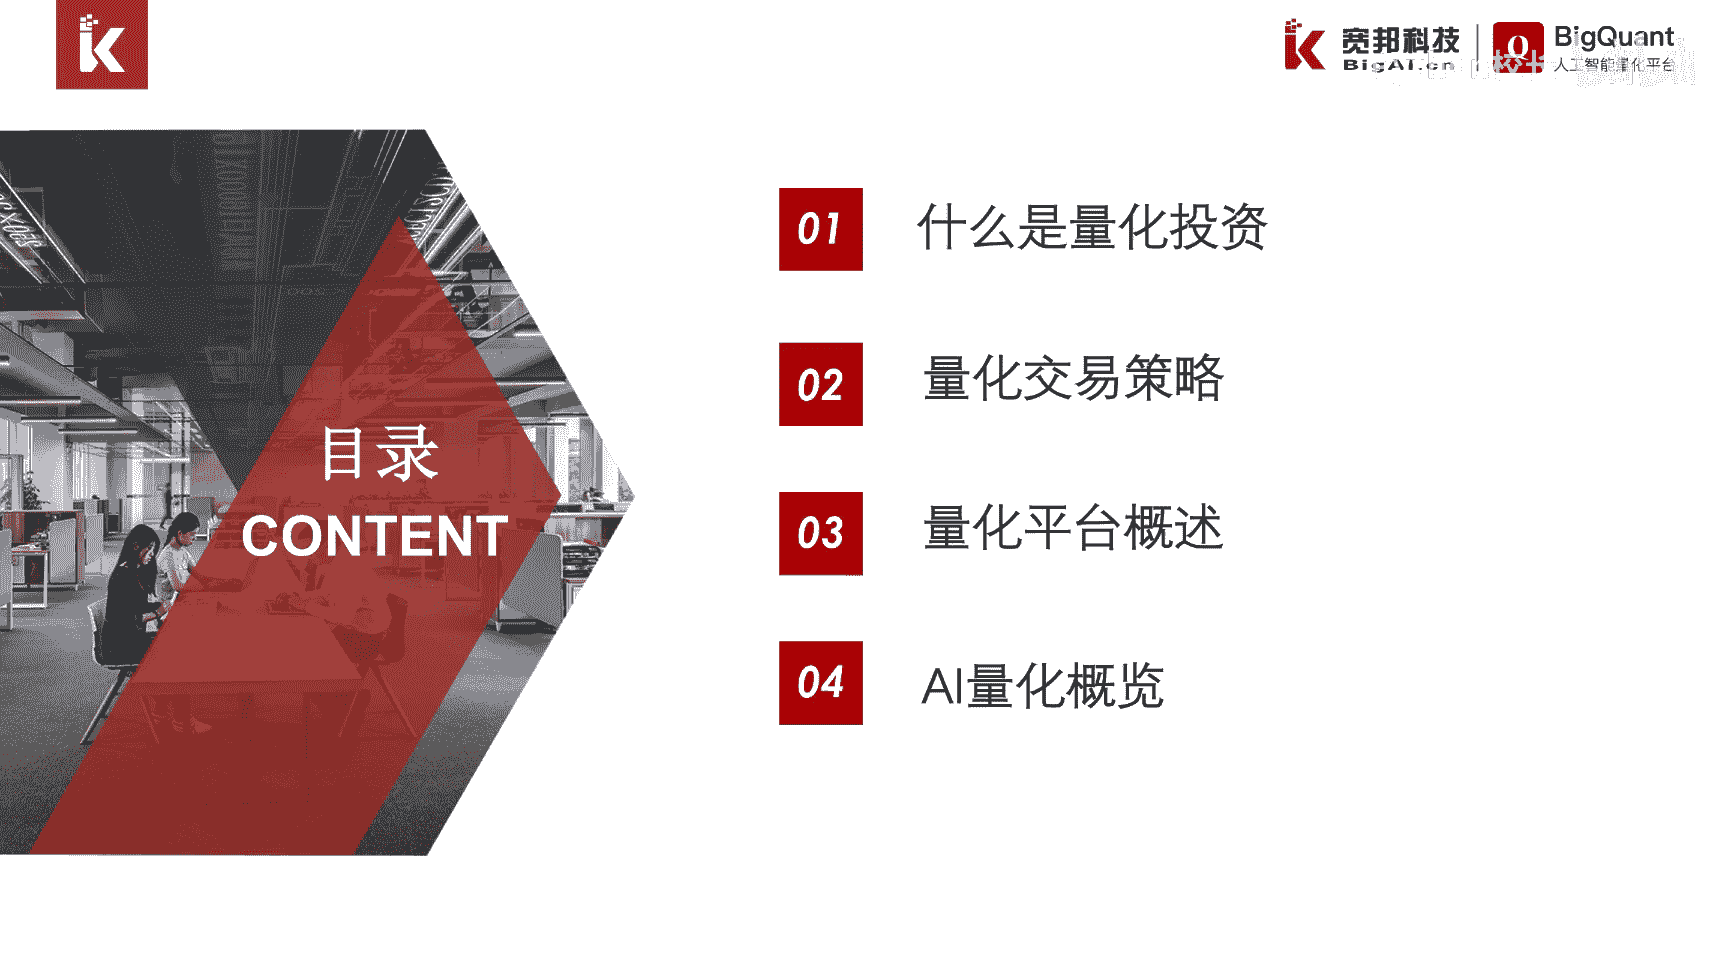 宽邦科技
BigAI.cn
BigQuant
人工智能量化平台
目录
CONTENT
01 什么是量化投资
02 量化交易策略
03 量化平台概述
04 AI量化概览